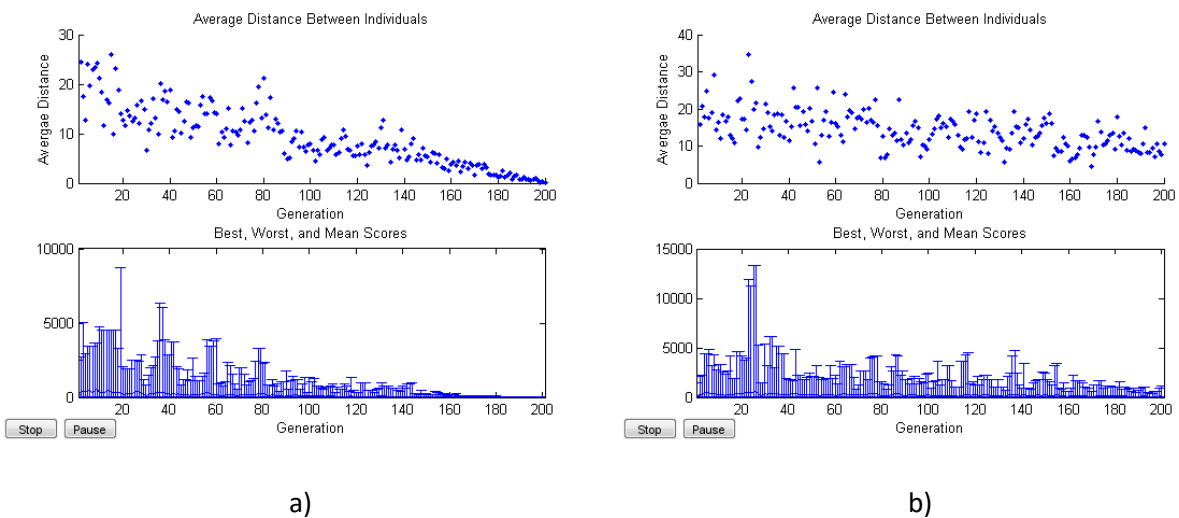 Average Distance Between Individuals
30
20
10
0
Avergae Distance
20 40 60 80 100 120 140 160 180 200
Generation
Best, Worst, and Mean Scores
10000
5000
0
20 40 60 80 100 120 140 160 180 200
Generation
Stop Pause
a)
Average Distance Between Individuals
40
30
20
10
0
Avergae Distance
20 40 60 80 100 120 140 160 180 200
Generation
Best, Worst, and Mean Scores
15000
10000
5000
0
20 40 60 80 100 120 140 160 180 200
Generation
Stop Pause
b)